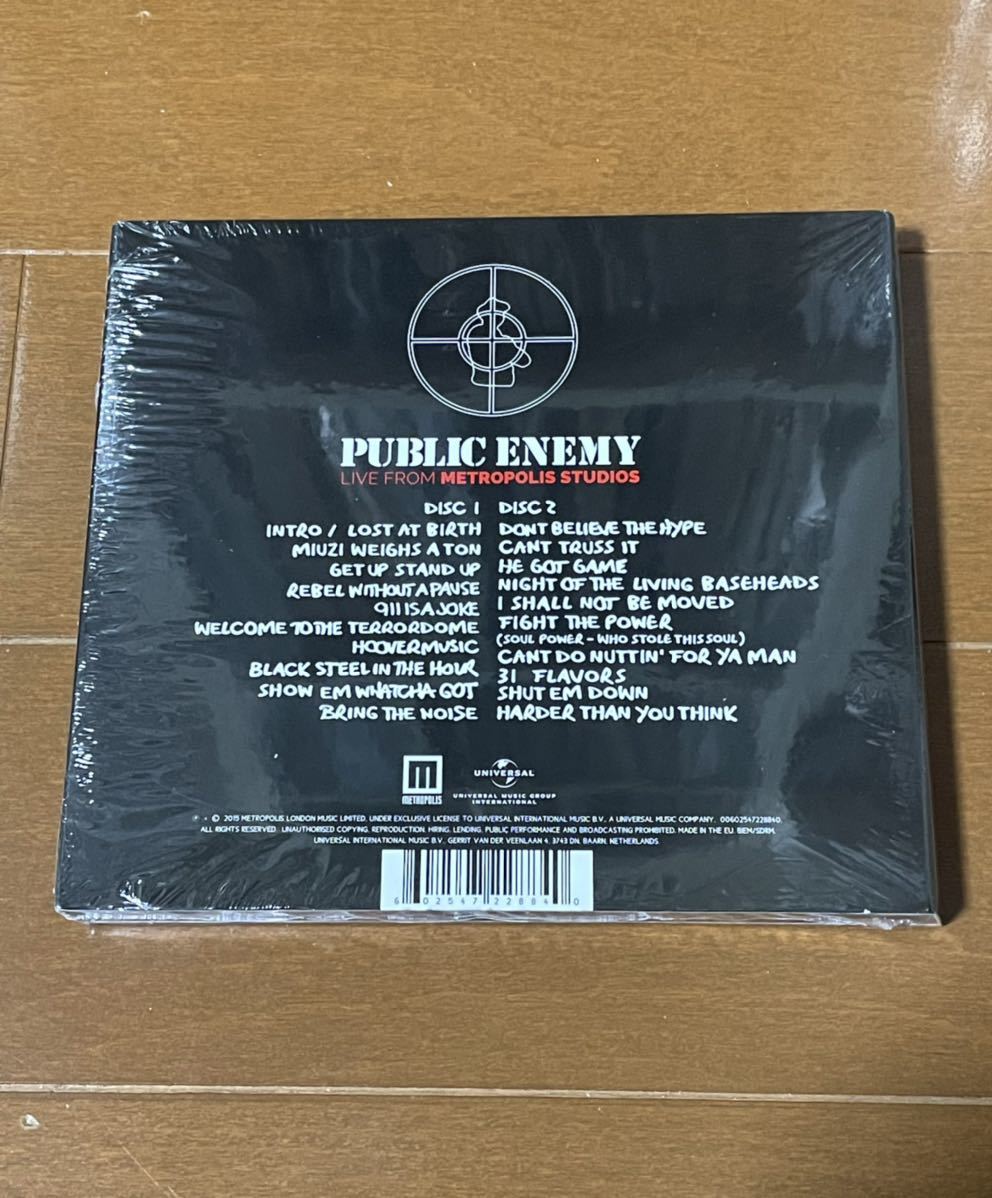 PUBLIC ENEMY
LIVE FROM METROPOLIS STUDIOS
DISC 1
INTRO / LOST AT BIRTH
MIUZI WEIGHS A TON
GET UP STAND UP
REBEL WITHOUT A PAUSE
911 IS A JOKE
WELCOME TO THE TERRORDOME
HOOVERMUSIC
BLACK STEEL IN THE HOUR
SHOW EM WHATCHA GOT
BRING THE NOISE
DISC 2
DONT BELIEVE THE HYPE
CANT TRUSS IT
HE GOT GAME
NIGHT OF THE LIVING BASEHEADS
I SHALL NOT BE MOVED
FIGHT THE POWER
(SOUL POWER - WHO STOLE THIS SOUL)
CANT DO NUTTIN' FOR YA MAN
31 FLAVORS
SHUT EM DOWN
HARDER THAN YOU THINK
M
METROPOLIS
UNIVERSAL
UNIVERSAL MUSIC GROUP
INTERNATIONAL
℗ + © 2015 METROPOLIS LONDON MUSIC LIMITED. UNDER EXCLUSIVE LICENSE TO UNIVERSAL INTERNATIONAL MUSIC B.V., A UNIVERSAL MUSIC COMPANY. 00602547228840.
ALL RIGHTS RESERVED. UNAUTHORISED COPYING, REPRODUCTION, HIRING, LENDING, PUBLIC PERFORMANCE AND BROADCASTING PROHIBITED. MADE IN THE EU. BIEM/SDRM.
UNIVERSAL INTERNATIONAL MUSIC B.V., GERRIT VAN DER VEENLAAN 4, 3743 DN, BAARN, NETHERLANDS.
6 02547 22884 0